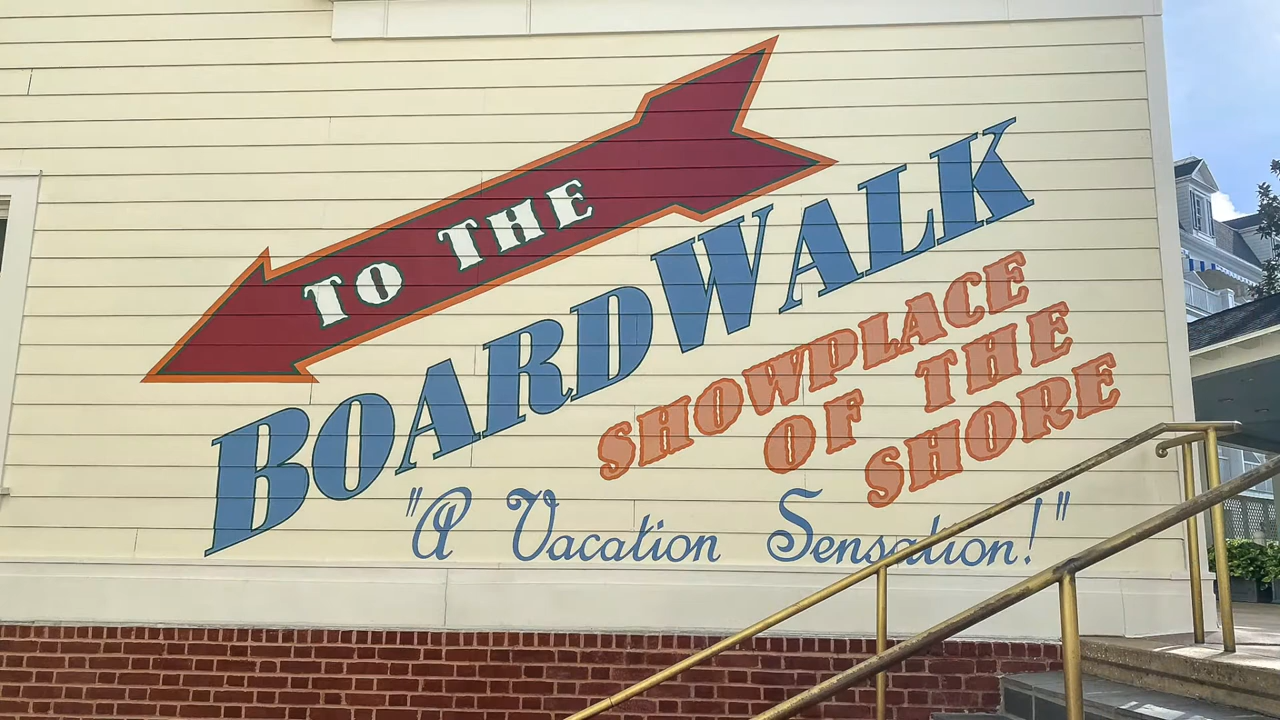 TO THE
BOARDWALK
SHOWPLACE
OF THE
SHORE
"A Vacation Sensation!"